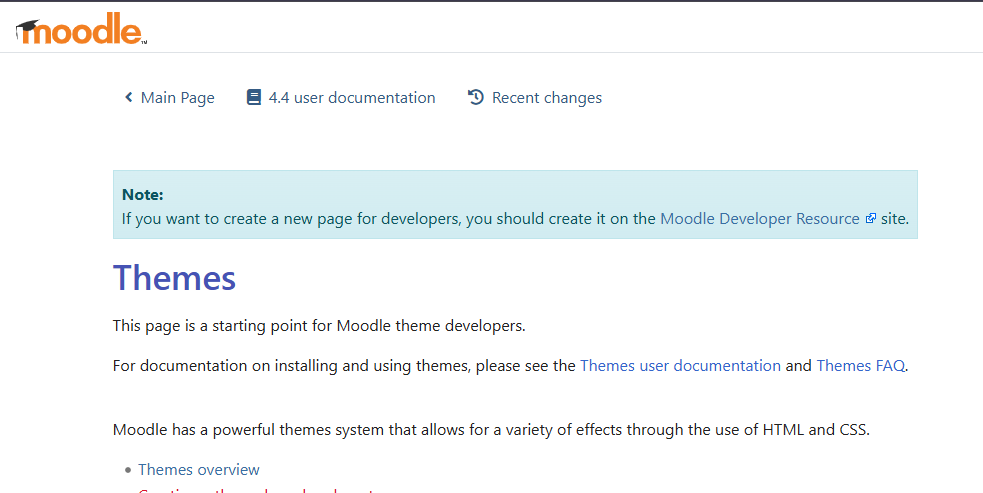 moodle™
Main Page 4.4 user documentation Recent changes
Note:
If you want to create a new page for developers, you should create it on the Moodle Developer Resource site.
Themes
This page is a starting point for Moodle theme developers.
For documentation on installing and using themes, please see the Themes user documentation and Themes FAQ.
Moodle has a powerful themes system that allows for a variety of effects through the use of HTML and CSS.
• Themes overview